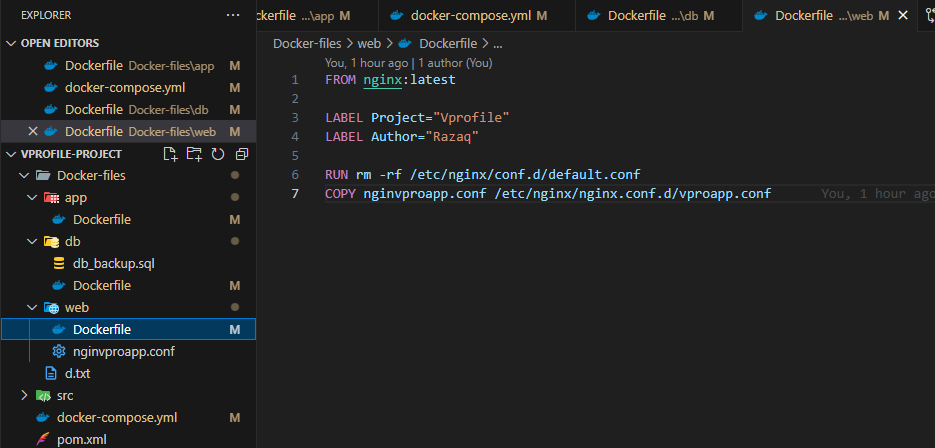 EXPLORER ...
OPEN EDITORS
Dockerfile Docker-files\app M
docker-compose.yml M
Dockerfile Docker-files\db M
Dockerfile Docker-files\web M
VPROFILE-PROJECT
Docker-files
app
Dockerfile M
db
db_backup.sql
Dockerfile M
web
Dockerfile M
nginvproapp.conf
d.txt
src
docker-compose.yml M
pom.xml
ckerfile ...\app M
docker-compose.yml M
Dockerfile ...\db M
Dockerfile ...\web M
Docker-files > web > Dockerfile > ...
You, 1 hour ago | 1 author (You)
1 FROM nginx:latest
2
3 LABEL Project="Vprofile"
4 LABEL Author="Razaq"
5
6 RUN rm -rf /etc/nginx/conf.d/default.conf
7 COPY nginvproapp.conf /etc/nginx/nginx.conf.d/vproapp.conf You, 1 hour ago